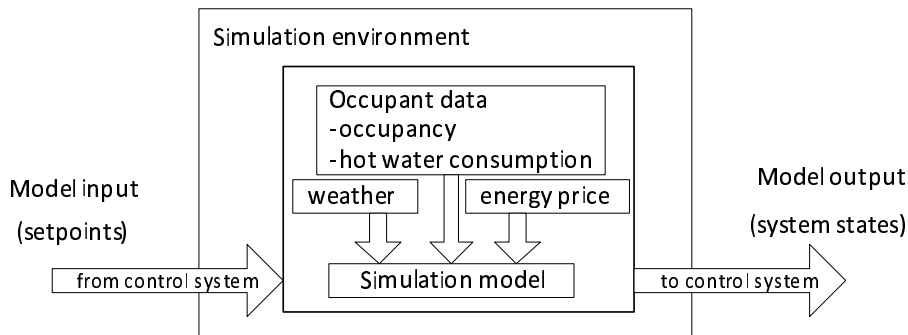 Simulation environment
Occupant data
-occupancy
-hot water consumption
weather
energy price
Simulation model
Model input
(setpoints)
from control system
Model output
(system states)
to control system